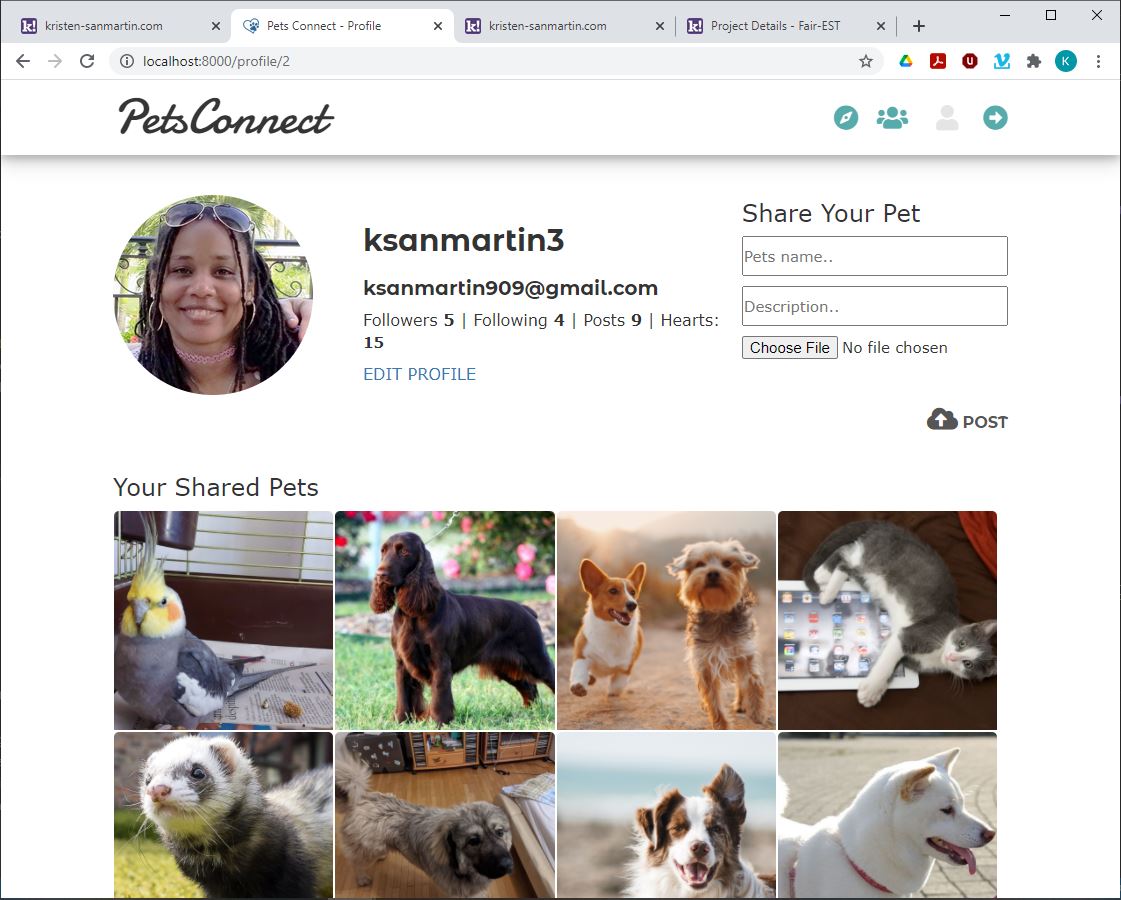 kristen-sanmartin.com
Pets Connect - Profile
kristen-sanmartin.com
Project Details - Fair-EST
localhost:8000/profile/2
K
PetsConnect
Share Your Pet
ksanmartin3
Pets name..
ksanmartin909@gmail.com
Description..
Followers 5 | Following 4 | Posts 9 | Hearts:
15
Choose File No file chosen
EDIT PROFILE
POST
Your Shared Pets